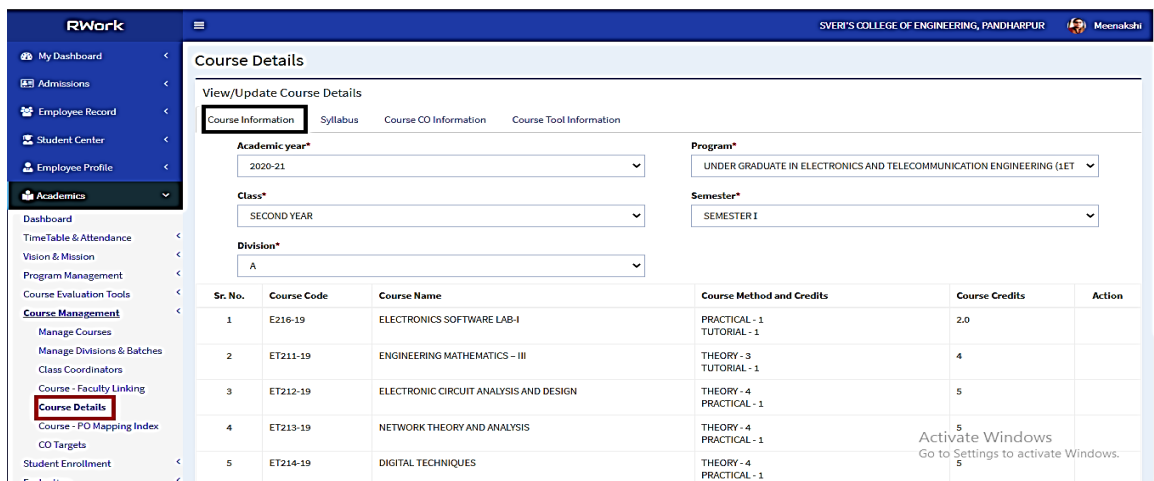 RWork
SVERI'S COLLEGE OF ENGINEERING, PANDHARPUR
Meenakshi
My Dashboard
Admissions
Employee Record
Student Center
Employee Profile
Academics
Dashboard
TimeTable & Attendance
Vision & Mission
Program Management
Course Evaluation Tools
Course Management
Manage Courses
Manage Divisions & Batches
Class Coordinators
Course - Faculty Linking
Course Details
Course - PO Mapping Index
CO Targets
Student Enrollment
Course Details
View/Update Course Details
Course Information Syllabus Course CO Information Course Tool Information
Academic year* Program*
2020-21 UNDER GRADUATE IN ELECTRONICS AND TELECOMMUNICATION ENGINEERING (1ET
Class* Semester*
SECOND YEAR SEMESTER I
Division*
A
Sr. No. Course Code Course Name Course Method and Credits Course Credits Action
1 E216-19 ELECTRONICS SOFTWARE LAB-I PRACTICAL - 1 2.0
TUTORIAL - 1
2 ET211-19 ENGINEERING MATHEMATICS – III THEORY - 3 4
TUTORIAL - 1
3 ET212-19 ELECTRONIC CIRCUIT ANALYSIS AND DESIGN THEORY - 4 5
PRACTICAL - 1
4 ET213-19 NETWORK THEORY AND ANALYSIS THEORY - 4 5
PRACTICAL - 1
5 ET214-19 DIGITAL TECHNIQUES THEORY - 4 5
PRACTICAL - 1
Activate Windows
Go to Settings to activate Windows.